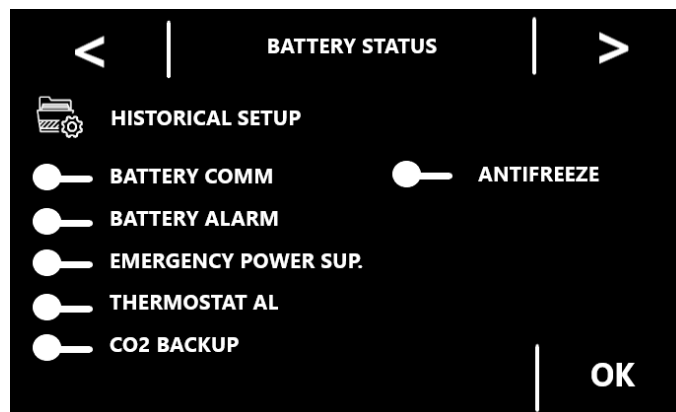 < BATTERY STATUS >
HISTORICAL SETUP
BATTERY COMM
ANTIFREEZE
BATTERY ALARM
EMERGENCY POWER SUP.
THERMOSTAT AL
CO2 BACKUP
OK